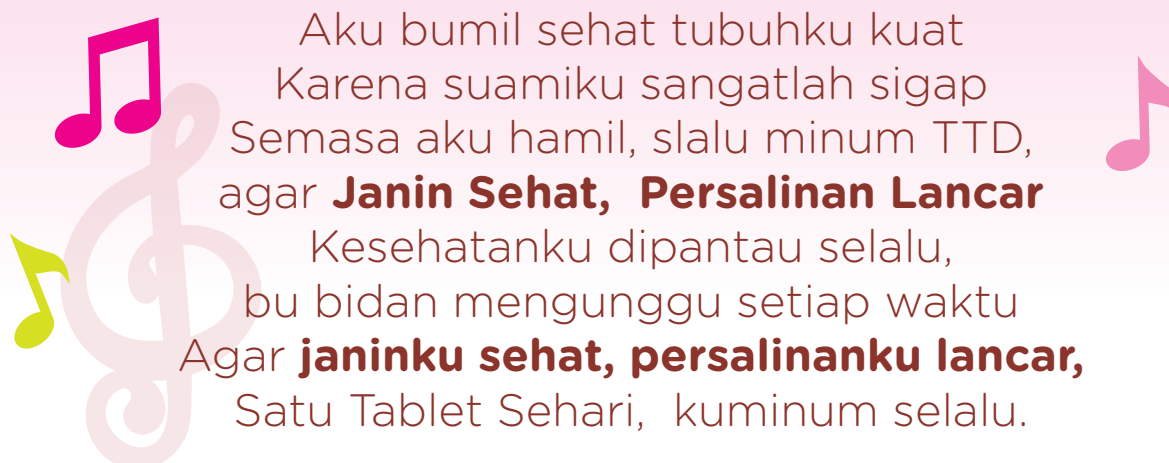 Aku bumil sehat tubuhku kuat
Karena suamiku sangatlah sigap
Semasa aku hamil, slalu minum TTD,
agar Janin Sehat, Persalinan Lancar
Kesehatanku dipantau selalu,
bu bidan mengunggu setiap waktu
Agar janinku sehat, persalinanku lancar,
Satu Tablet Sehari, kuminum selalu.